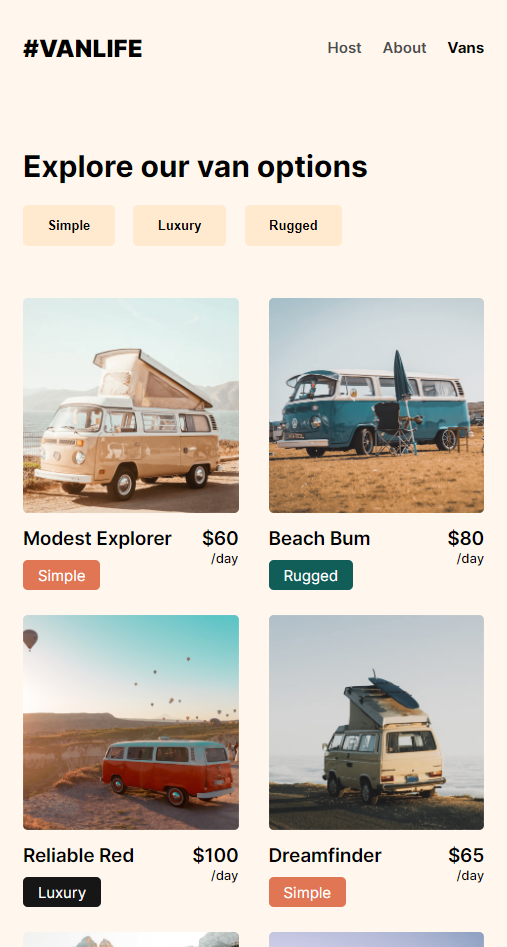 #VANLIFE Host About Vans
Explore our van options
Simple Luxury Rugged
Modest Explorer $60
/day
Simple
Beach Bum $80
/day
Rugged
Reliable Red $100
/day
Luxury
Dreamfinder $65
/day
Simple